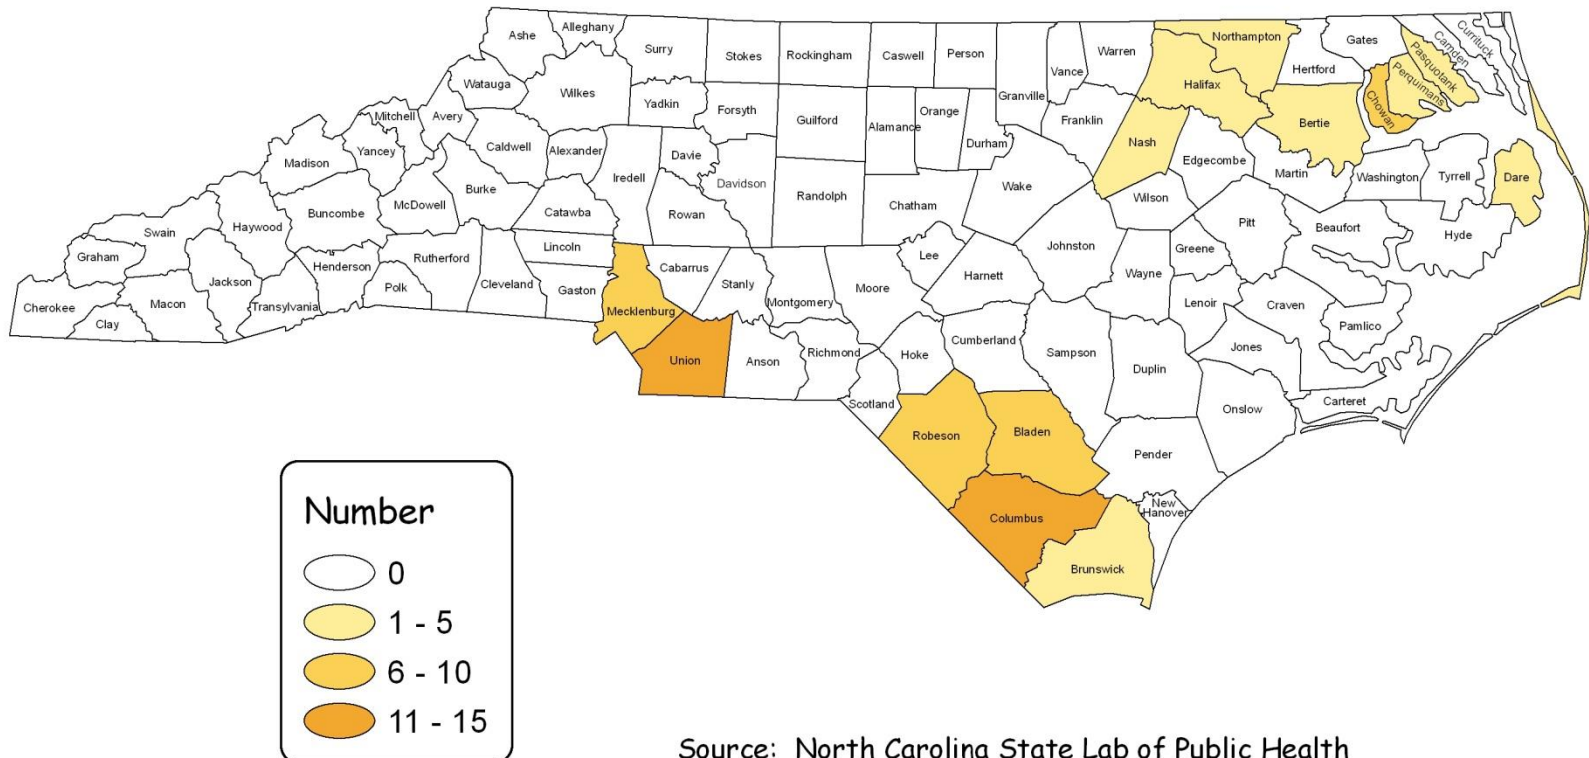 Ashe
Alleghany
Surry
Stokes
Rockingham
Caswell
Person
Granville
Vance
Warren
Northampton
Gates
Hertford
Halifax
Pasquotank
Camden
Currituck
Perquimans
Chowan
Bertie
Watauga
Wilkes
Yadkin
Forsyth
Guilford
Alamance
Orange
Durham
Franklin
Nash
Edgecombe
Martin
Washington
Tyrrell
Dare
Mitchell
Avery
Yancey
Madison
Caldwell
Alexander
Iredell
Davie
Davidson
Randolph
Chatham
Wake
Wilson
Pitt
Beaufort
Hyde
Buncombe
McDowell
Burke
Catawba
Rowan
Swain
Haywood
Graham
Jackson
Henderson
Rutherford
Lincoln
Cabarrus
Lee
Harnett
Johnston
Greene
Wayne
Cherokee
Clay
Macon
Transylvania
Polk
Cleveland
Gaston
Mecklenburg
Stanly
Montgomery
Moore
Lenoir
Craven
Pamlico
Union
Anson
Richmond
Hoke
Cumberland
Sampson
Duplin
Jones
Scotland
Onslow
Carteret
Robeson
Bladen
Pender
Columbus
New
Hanover
Brunswick
Number
0
1 - 5
6 - 10
11 - 15
Source: North Carolina State Lab of Public Health